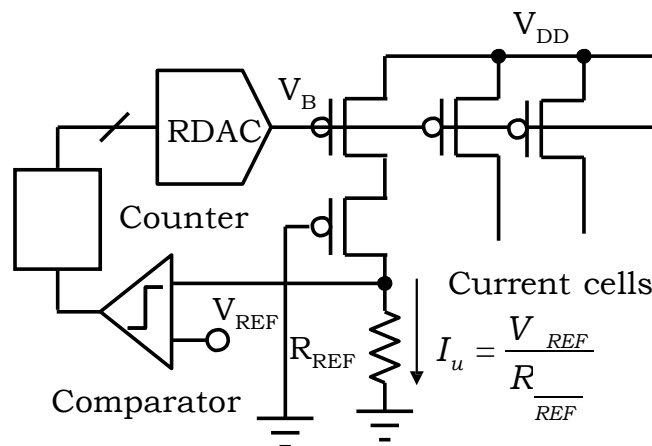 V_DD
V_B
RDAC
Counter
Current cells
V_REF
R_REF
I_u = V_REF / R_REF
Comparator